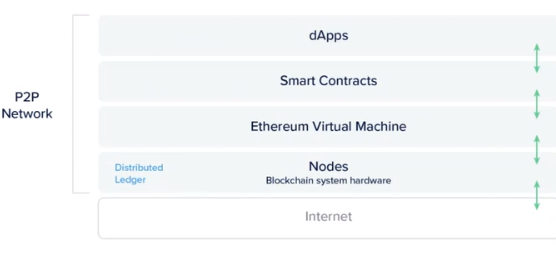 dApps
Smart Contracts
P2P
Network
Ethereum Virtual Machine
Distributed
Ledger
Nodes
Blockchain system hardware
Internet